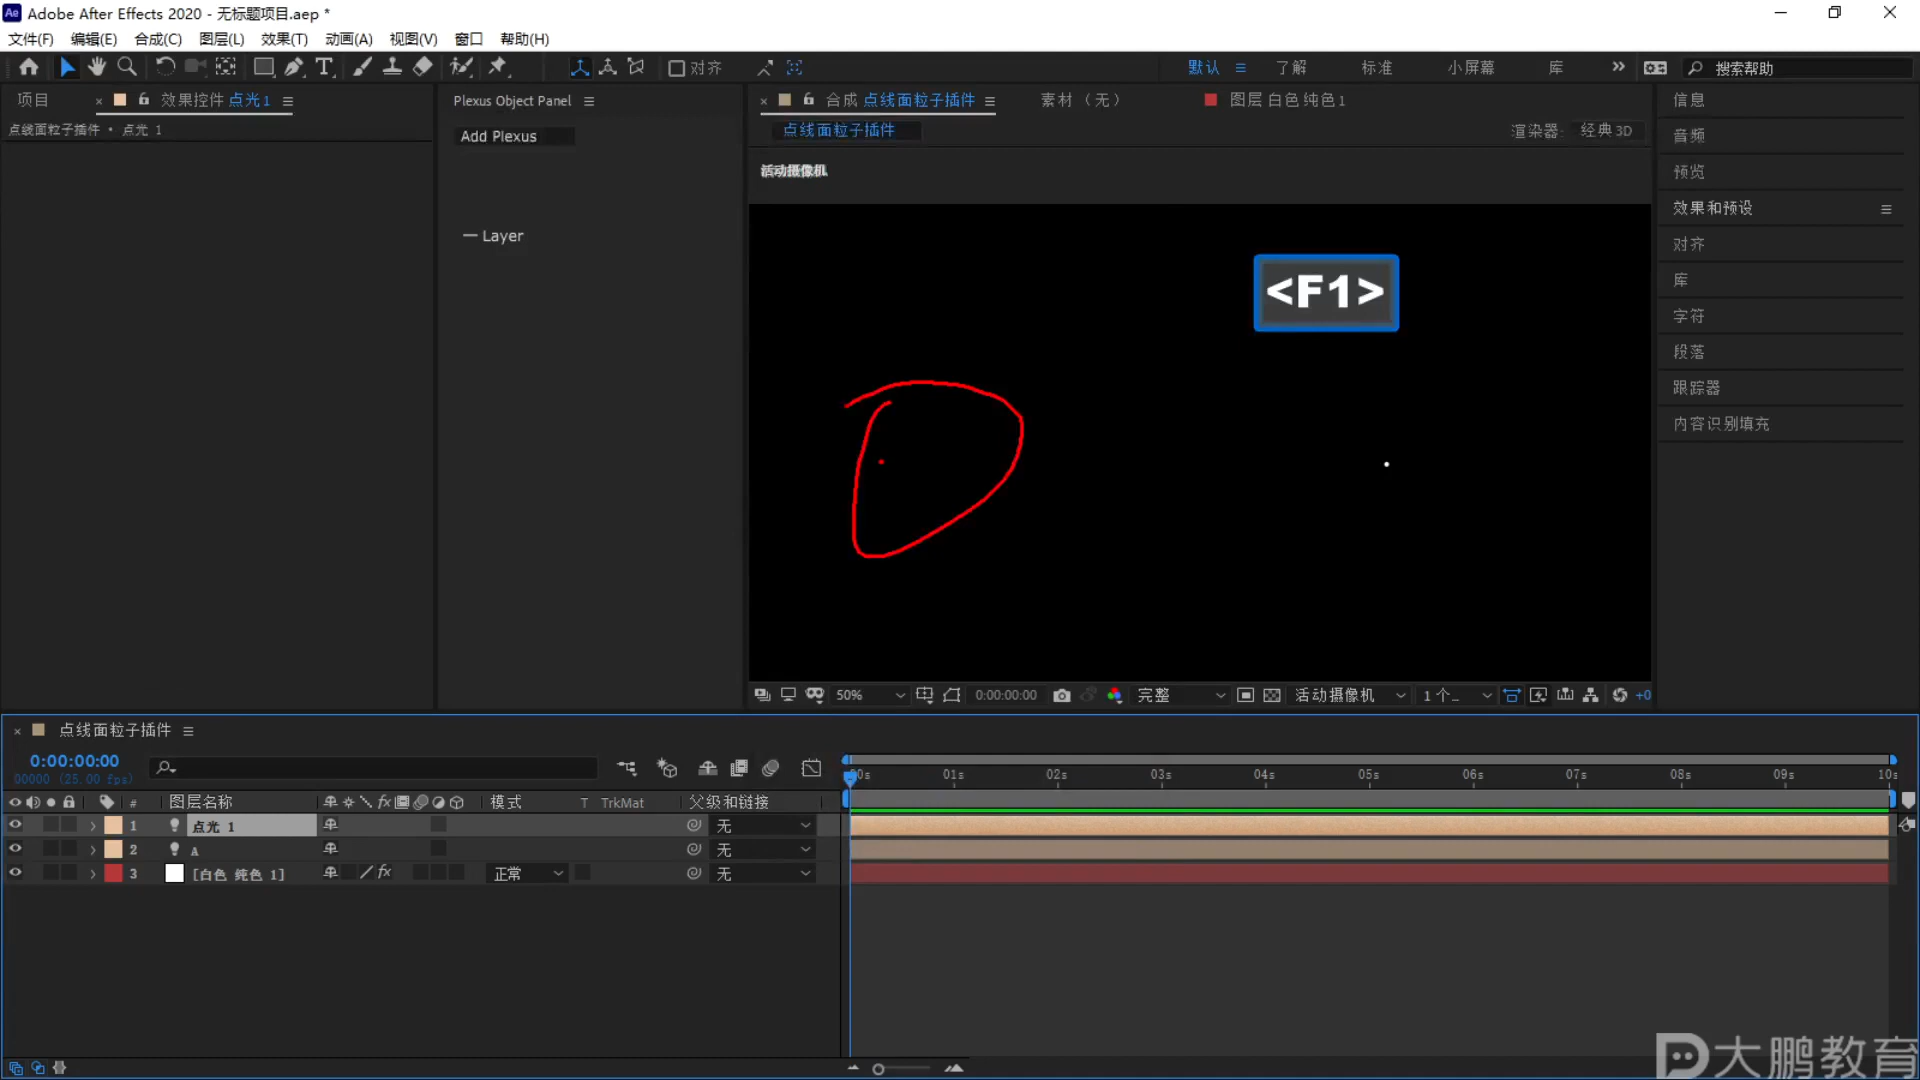 Adobe After Effects 2020 - 无标题项目.aep *
文件(F) 编辑(E) 合成(C) 图层(L) 效果(T) 动画(A) 视图(V) 窗口 帮助(H)
对齐 默认 了解 标准 小屏幕 库 搜索帮助
项目 效果控件 点光 1
点线面粒子插件 • 点光 1
Plexus Object Panel
Add Plexus
Layer
合成 点线面粒子插件 素材 (无) 图层 白色 纯色 1
点线面粒子插件
渲染器: 经典 3D
活动摄像机
<F1>
信息
音频
预览
效果和预设
对齐
库
字符
段落
跟踪器
内容识别填充
50% 0:00:00:00 完整 活动摄像机 1 个… +0
点线面粒子插件
0:00:00:00
00000 (25.00 fps)
00s 01s 02s 03s 04s 05s 06s 07s 08s 09s 10s
# 图层名称 模式 T TrkMat 父级和链接
1 点光 1 无
2 A 无
3 [白色 纯色 1] 正常 无
大鹏教育